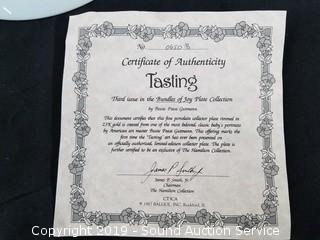 No. 0650 B
Certificate of Authenticity
Tasting
Third issue in the Bundles of Joy Plate Collection
by Bessie Pease Gutmann
This document certifies that this fine porcelain collector plate rimmed in
23K gold is created from one of the most beloved, classic baby's portraits
by American art master Bessie Pease Gutmann. This offering marks the
first time the "Tasting" art has ever been presented on
an officially authorized, limited-edition collector plate. The plate is
further certified to be an exclusive of The Hamilton Collection.
James P. Smith, Jr.
James P. Smith, Jr.
Chairman
The Hamilton Collection
© 1987 BALLIOL INC. Rockford, IL
Copyright 2019 - Sound Auction Service